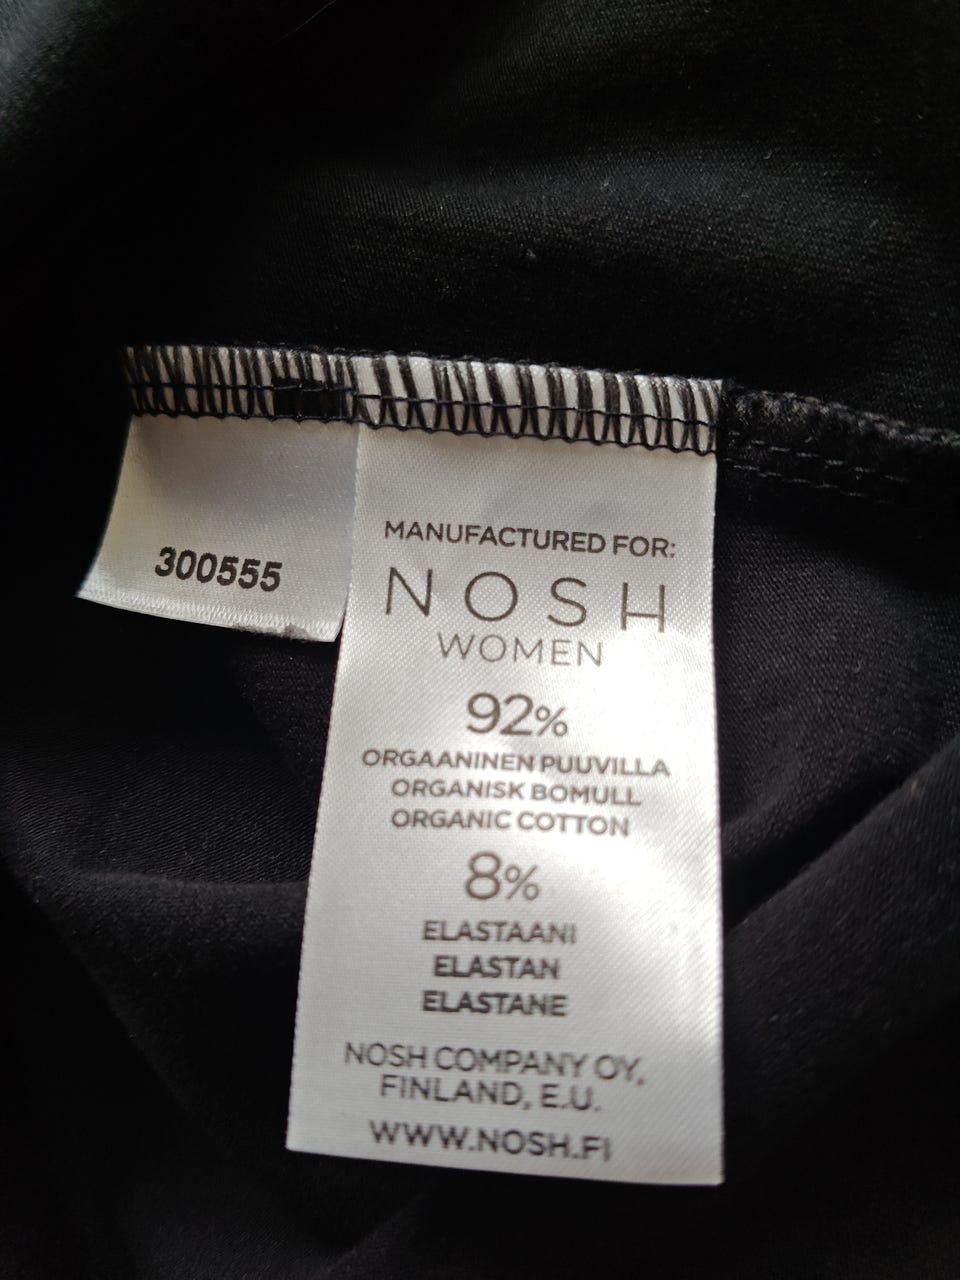 300555
MANUFACTURED FOR:
NOSH
WOMEN
92%
ORGAANINEN PUUVILLA
ORGANISK BOMULL
ORGANIC COTTON
8%
ELASTAANI
ELASTAN
ELASTANE
NOSH COMPANY OY,
FINLAND, E.U.
WWW.NOSH.FI